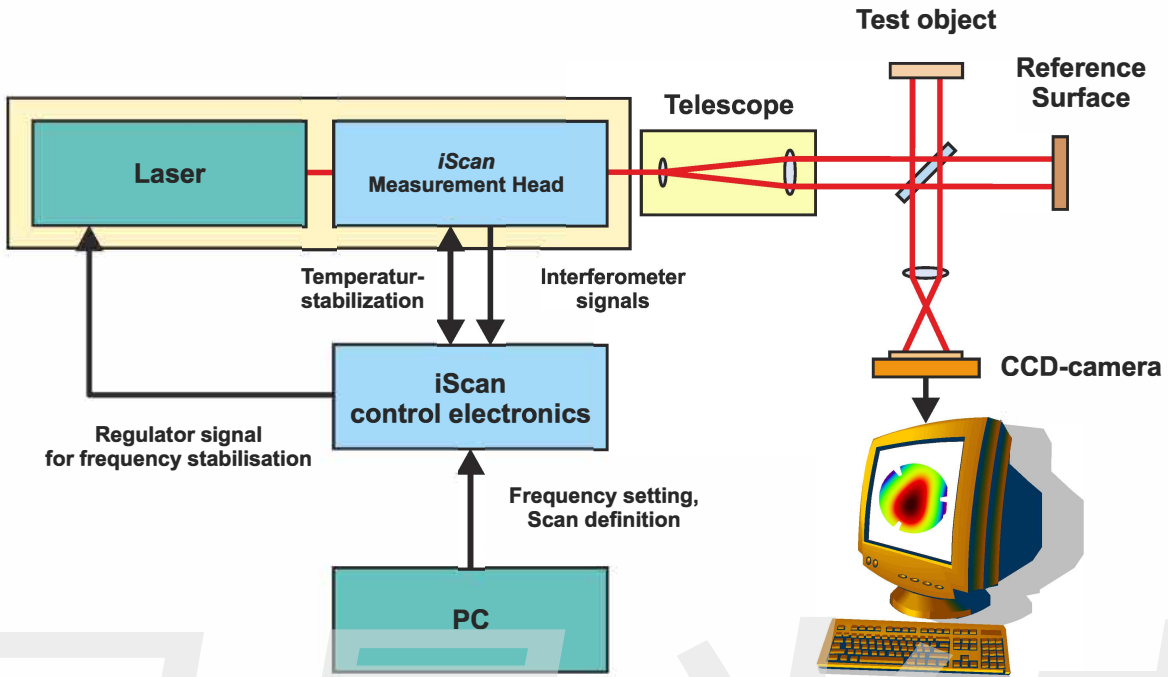 Test object
Reference
Surface
Telescope
Laser
iScan
Measurement Head
Temperatur-
stabilization
Interferometer
signals
iScan
control electronics
CCD-camera
Regulator signal
for frequency stabilisation
Frequency setting,
Scan definition
PC